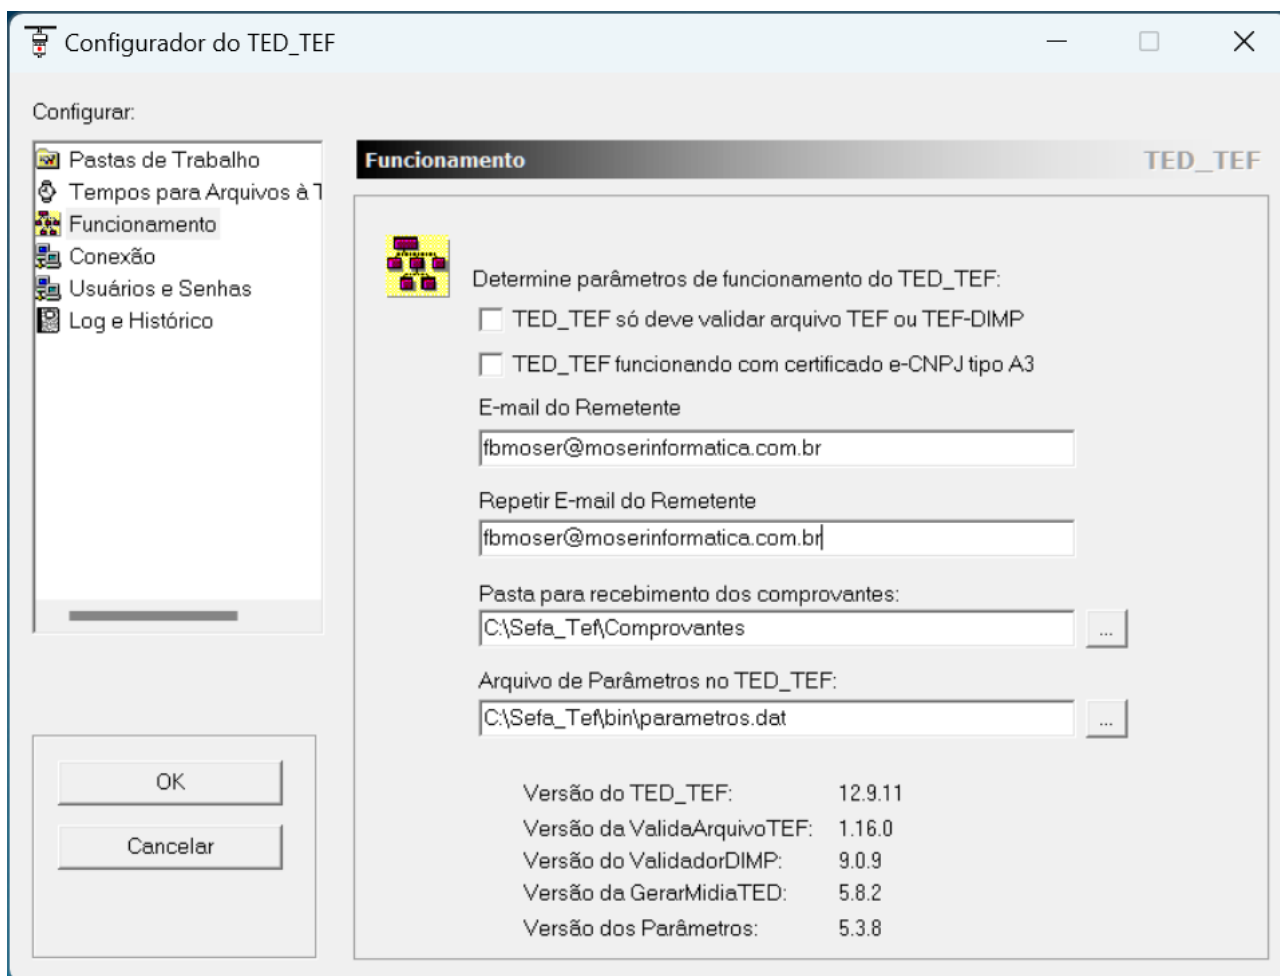 Configurador do TED_TEF
Configurar:
Pastas de Trabalho
Tempos para Arquivos à T
Funcionamento
Conexão
Usuários e Senhas
Log e Histórico
OK
Cancelar
Funcionamento
TED_TEF
Determine parâmetros de funcionamento do TED_TEF:
TED_TEF só deve validar arquivo TEF ou TEF-DIMP
TED_TEF funcionando com certificado e-CNPJ tipo A3
E-mail do Remetente
fbmoser@moserinformatica.com.br
Repetir E-mail do Remetente
fbmoser@moserinformatica.com.br
Pasta para recebimento dos comprovantes:
C:\Sefa_Tef\Comprovantes
...
Arquivo de Parâmetros no TED_TEF:
C:\Sefa_Tef\bin\parametros.dat
...
Versão do TED_TEF: 12.9.11
Versão da ValidaArquivoTEF: 1.16.0
Versão do ValidadorDIMP: 9.0.9
Versão da GerarMidiaTED: 5.8.2
Versão dos Parâmetros: 5.3.8